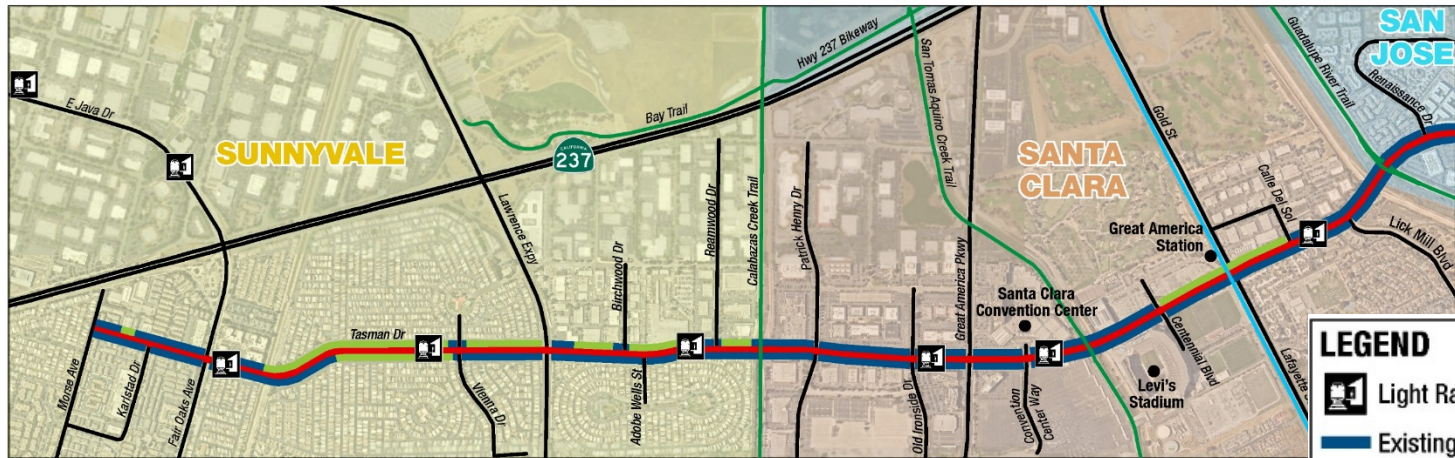 SAN
JOSE
Hwy 237 Bikeway
San Tomas Aquino Creek Trail
Guadalupe River Trail
Renaissance Dr
E Java Dr
Bay Trail
Gold St
SUNNYVALE
CALIFORNIA
237
SANTA
CLARA
Lawrence Expy
Reamwood Dr
Calabazas Creek Trail
Patrick Henry Dr
Calle Del Sol
Great America
Station
Lick Mill Blvd
Birchwood Dr
Great America Pkwy
Santa Clara
Convention Center
Tasman Dr
Centennial Blvd
Morse Ave
Karlstad Dr
Fair Oaks Ave
Vienna Dr
Adobe Wells St
Old Ironside Dr
Convention
Center Way
Levi's
Stadium
Lafayette
LEGEND
Light Ra
Existing